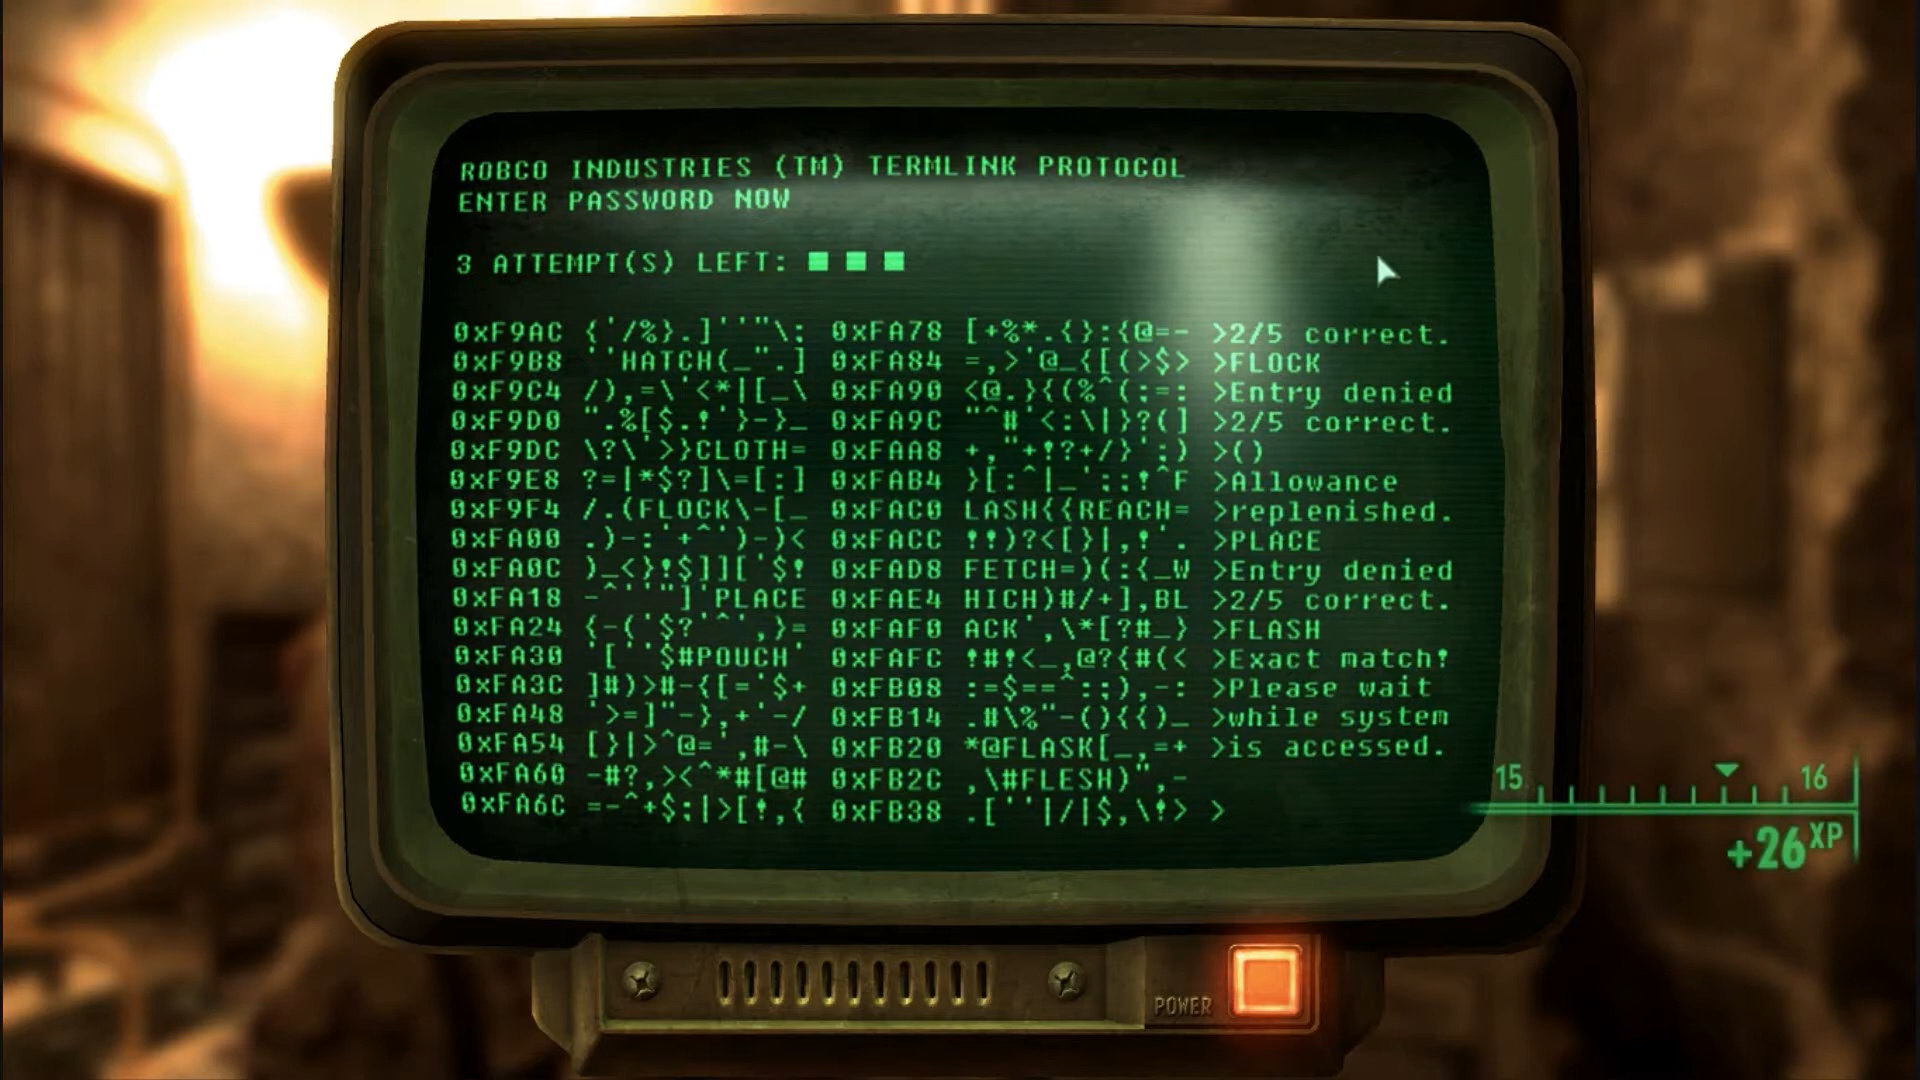 ROBCO INDUSTRIES (TM) TERMLINK PROTOCOL
ENTER PASSWORD NOW
3 ATTEMPT(S) LEFT: ■ ■ ■
0xF9AC {'/%}.]''"\: 0xFA78 [+%*.{}:{@=- >2/5 correct.
0xF9B8 ''HATCH(_".] 0xFA84 =,>'@_{[(>$> >FLOCK
0xF9C4 /),=\'<*|[_\ 0xFA90 <@.}{(%^(:=: >Entry denied
0xF9D0 ".%[$.!'}-}_ 0xFA9C "^#'<:\|}?(] >2/5 correct.
0xF9DC \?\'>}CLOTH= 0xFAA8 +,"+!?+/}':) >()
0xF9E8 ?=|*$?]\=[:] 0xFAB4 }[:^|_'::!^F >Allowance
0xF9F4 /.(FLOCK\-[_ 0xFAC0 LASH{{REACH= >replenished.
0xFA00 .)-:'+^')-)< 0xFACC !!)?<[}|,!'. >PLACE
0xFA0C )_<}!$]]['$! 0xFAD8 FETCH=)(:{_W >Entry denied
0xFA18 -^''"]'PLACE 0xFAE4 HICH)#/+],BL >2/5 correct.
0xFA24 {-('$?'^',}= 0xFAF0 ACK',\*[?#_} >FLASH
0xFA30 '[''$#POUCH' 0xFAFC !#!<_,@?{#(< >Exact match!
0xFA3C ]#)>#-{[='$+ 0xFB08 :=$==^:;),-: >Please wait
0xFA48 '>=]"-},+'-/ 0xFB14 .#\%"-(){{)_ >while system
0xFA54 [}|>^@=',#-\ 0xFB20 *@FLASK[_,=+ >is accessed.
0xFA60 -#?,><^*#[@# 0xFB2C ,\#FLESH)",-
0xFA6C =-^+$;|>[!,{ 0xFB38 .[''|/|$,\!> >
15 16
+26 XP
POWER